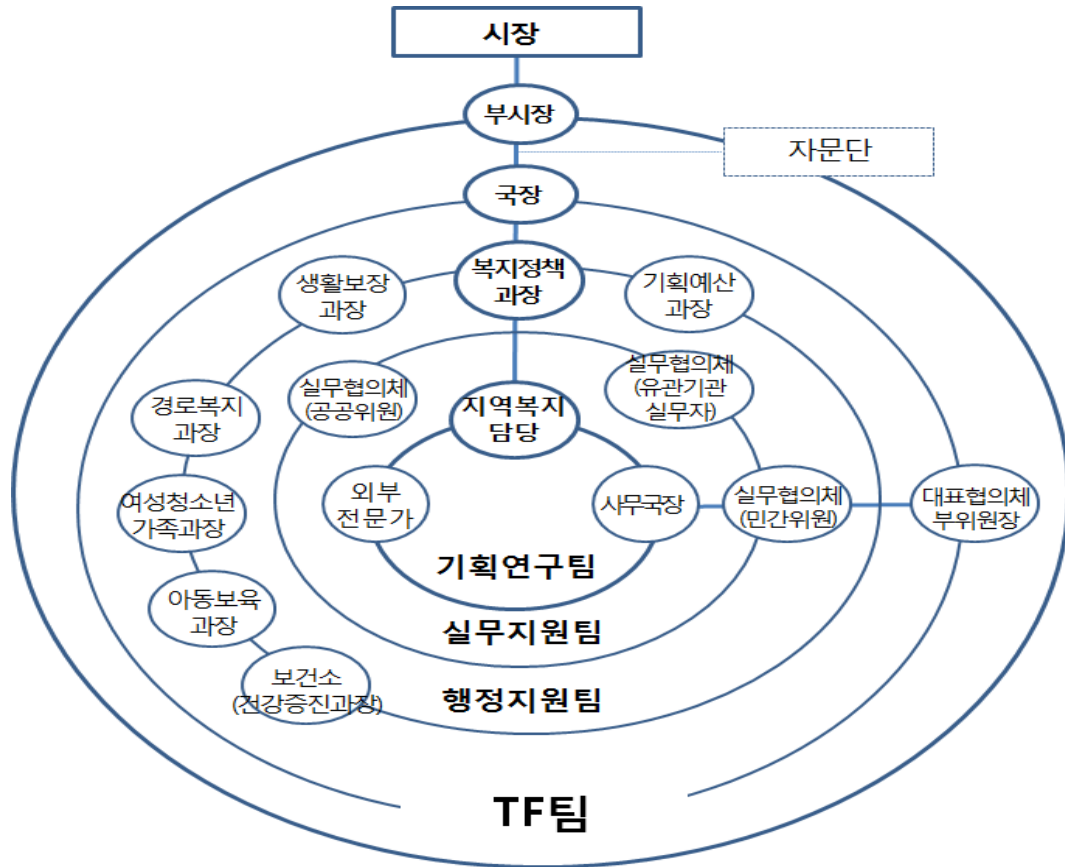 시장
부시장
자문단
국장
복지정책
과장
생활보장
과장
기획예산
과장
실무협의체
(공공위원)
실무협의체
(유관기관
실무자)
경로복지
과장
지역복지
담당
여성청소년
가족과장
외부
전문가
사무국장
실무협의체
(민간위원)
대표협의체
부위원장
기획연구팀
아동보육
과장
실무지원팀
보건소
(건강증진과장)
행정지원팀
TF팀